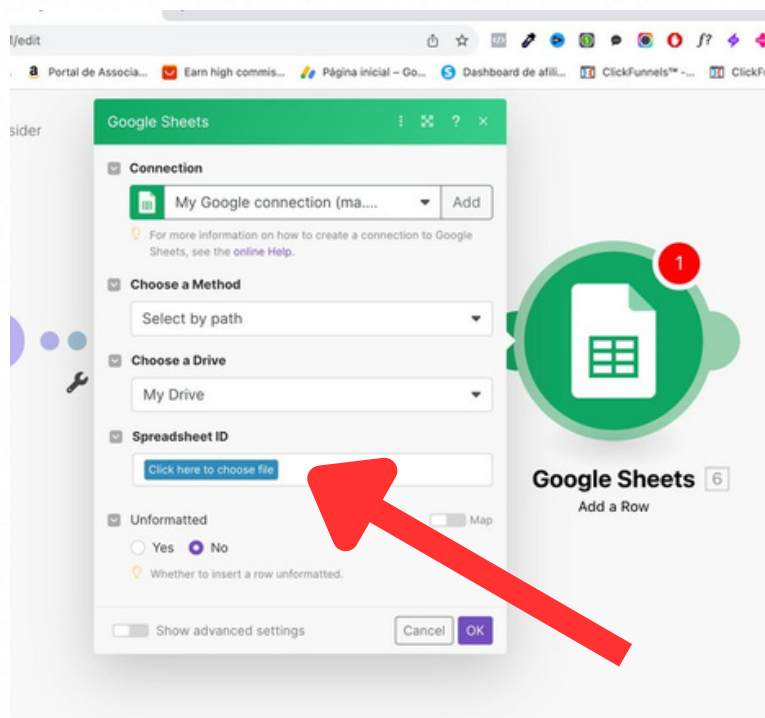 l/edit
f?
a Portal de Associa...
Earn high commis...
Página inicial – Go...
Dashboard de afili...
ClickFunnels™ -...
ClickFu
sider
Google Sheets
?
Connection
My Google connection (ma....
Add
For more information on how to create a connection to Google
Sheets, see the online Help.
Choose a Method
Select by path
Choose a Drive
My Drive
Spreadsheet ID
Click here to choose file
Unformatted
Map
Yes
No
Whether to insert a row unformatted.
Show advanced settings
Cancel
OK
1
Google Sheets 6
Add a Row